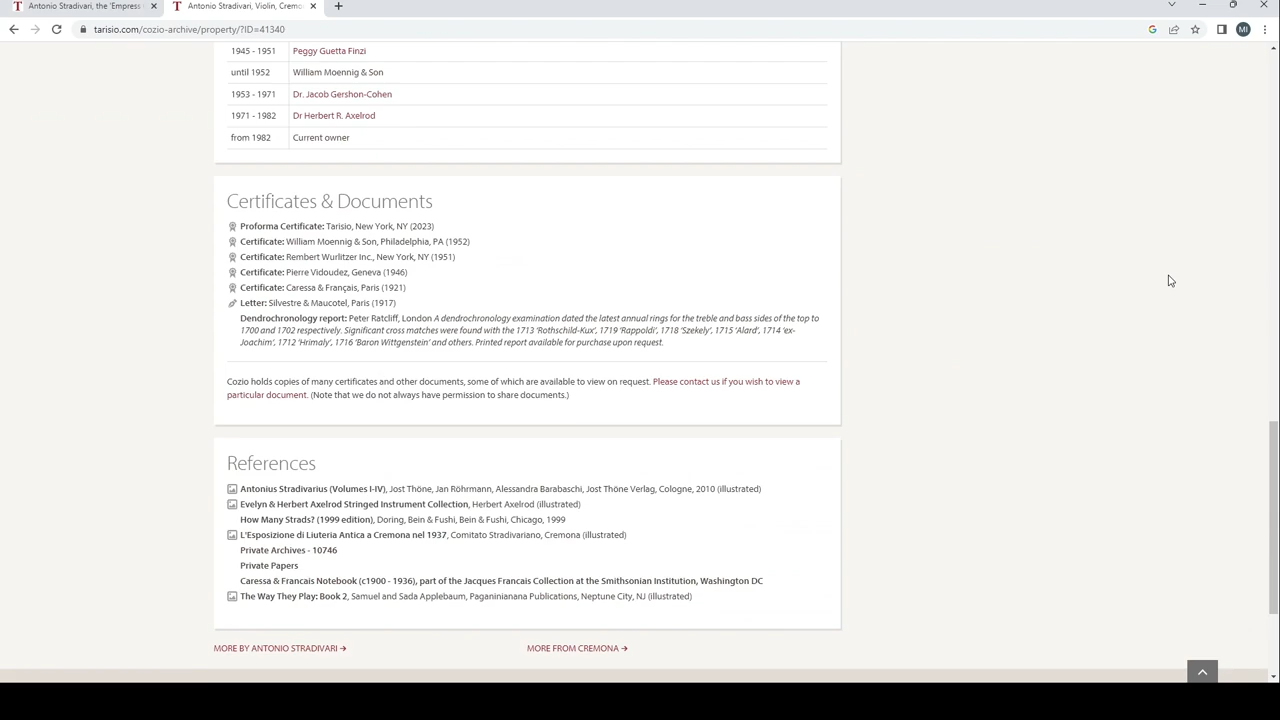 Antonio Stradivari, the 'Empress
Antonio Stradivari, Violin, Cremo
tarisio.com/cozio-archive/property/?ID=41340
MI
1945 - 1951 Peggy Guetta Finzi
until 1952 William Moennig & Son
1953 - 1971 Dr. Jacob Gershon-Cohen
1971 - 1982 Dr Herbert R. Axelrod
from 1982 Current owner
Certificates & Documents
Proforma Certificate: Tarisio, New York, NY (2023)
Certificate: William Moennig & Son, Philadelphia, PA (1952)
Certificate: Rembert Wurlitzer Inc., New York, NY (1951)
Certificate: Pierre Vidoudez, Geneva (1946)
Certificate: Caressa & Français, Paris (1921)
Letter: Silvestre & Maucotel, Paris (1917)
Dendrochronology report: Peter Ratcliff, London A dendrochronology examination dated the latest annual rings for the treble and bass sides of the top to
1700 and 1702 respectively. Significant cross matches were found with the 1713 'Rothschild-Kux', 1719 'Rappoldi', 1718 'Szekely', 1715 'Alard', 1714 'ex-
Joachim', 1712 'Hrimaly', 1716 'Baron Wittgenstein' and others. Printed report available for purchase upon request.
Cozio holds copies of many certificates and other documents, some of which are available to view on request. Please contact us if you wish to view a
particular document. (Note that we do not always have permission to share documents.)
References
Antonius Stradivarius (Volumes I-IV), Jost Thöne, Jan Röhrmann, Alessandra Barabaschi, Jost Thöne Verlag, Cologne, 2010 (illustrated)
Evelyn & Herbert Axelrod Stringed Instrument Collection, Herbert Axelrod (illustrated)
How Many Strads? (1999 edition), Doring, Bein & Fushi, Bein & Fushi, Chicago, 1999
L'Esposizione di Liuteria Antica a Cremona nel 1937, Comitato Stradivariano, Cremona (illustrated)
Private Archives - 10746
Private Papers
Caressa & Francais Notebook (c1900 - 1936), part of the Jacques Francais Collection at the Smithsonian Institution, Washington DC
The Way They Play: Book 2, Samuel and Sada Applebaum, Paganiniana Publications, Neptune City, NJ (illustrated)
MORE BY ANTONIO STRADIVARI →
MORE FROM CREMONA →